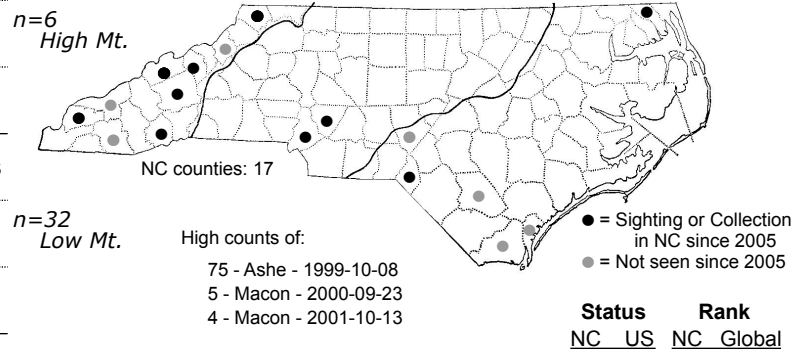 n=6
High Mt.
NC counties: 17
n=32
Low Mt.
High counts of:
75 - Ashe - 1999-10-08
5 - Macon - 2000-09-23
4 - Macon - 2001-10-13
= Sighting or Collection
in NC since 2005
= Not seen since 2005
Status Rank
NC US NC Global